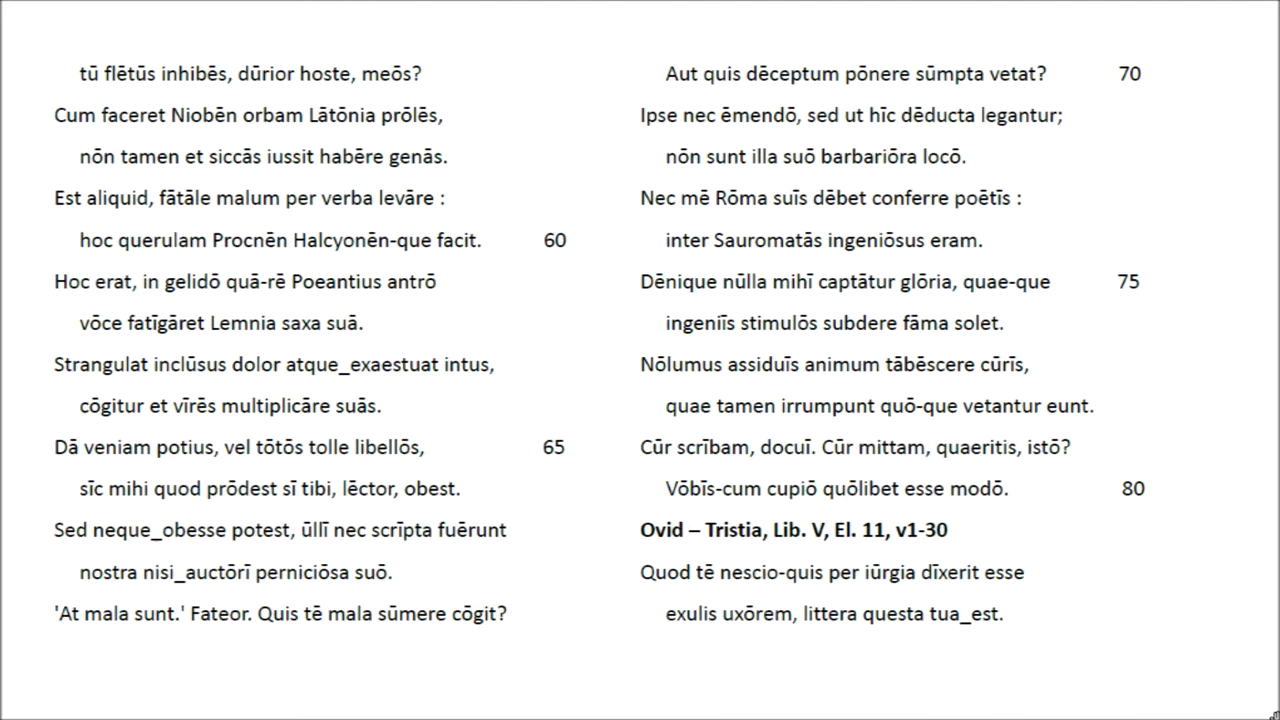 tū flētūs inhibēs, dūrior hoste, meōs?
Cum faceret Niobēn orbam Lātōnia prōlēs,
nōn tamen et siccās iussit habēre genās.
Est aliquid, fātāle malum per verba levāre :
hoc querulam Procnēn Halcyonēn-que facit. 60
Hoc erat, in gelidō quā-rē Poeantius antrō
vōce fatīgāret Lemnia saxa suā.
Strangulat inclūsus dolor atque_exaestuat intus,
cōgitur et vīrēs multiplicāre suās.
Dā veniam potius, vel tōtōs tolle libellōs, 65
sīc mihi quod prōdest sī tibi, lēctor, obest.
Sed neque_obesse potest, ūllī nec scrīpta fuērunt
nostra nisi_auctōrī perniciōsa suō.
'At mala sunt.' Fateor. Quis tē mala sūmere cōgit?
Aut quis dēceptum pōnere sūmpta vetat? 70
Ipse nec ēmendō, sed ut hīc dēducta legantur;
nōn sunt illa suō barbariōra locō.
Nec mē Rōma suīs dēbet conferre poētīs :
inter Sauromatās ingeniōsus eram.
Dēnique nūlla mihī captātur glōria, quae-que 75
ingeniīs stimulōs subdere fāma solet.
Nōlumus assiduīs animum tābēscere cūrīs,
quae tamen irrumpunt quō-que vetantur eunt.
Cūr scrībam, docuī. Cūr mittam, quaeritis, istō?
Vōbīs-cum cupiō quōlibet esse modō. 80
Ovid – Tristia, Lib. V, El. 11, v1-30
Quod tē nescio-quis per iūrgia dīxerit esse
exulis uxōrem, littera questa tua_est.